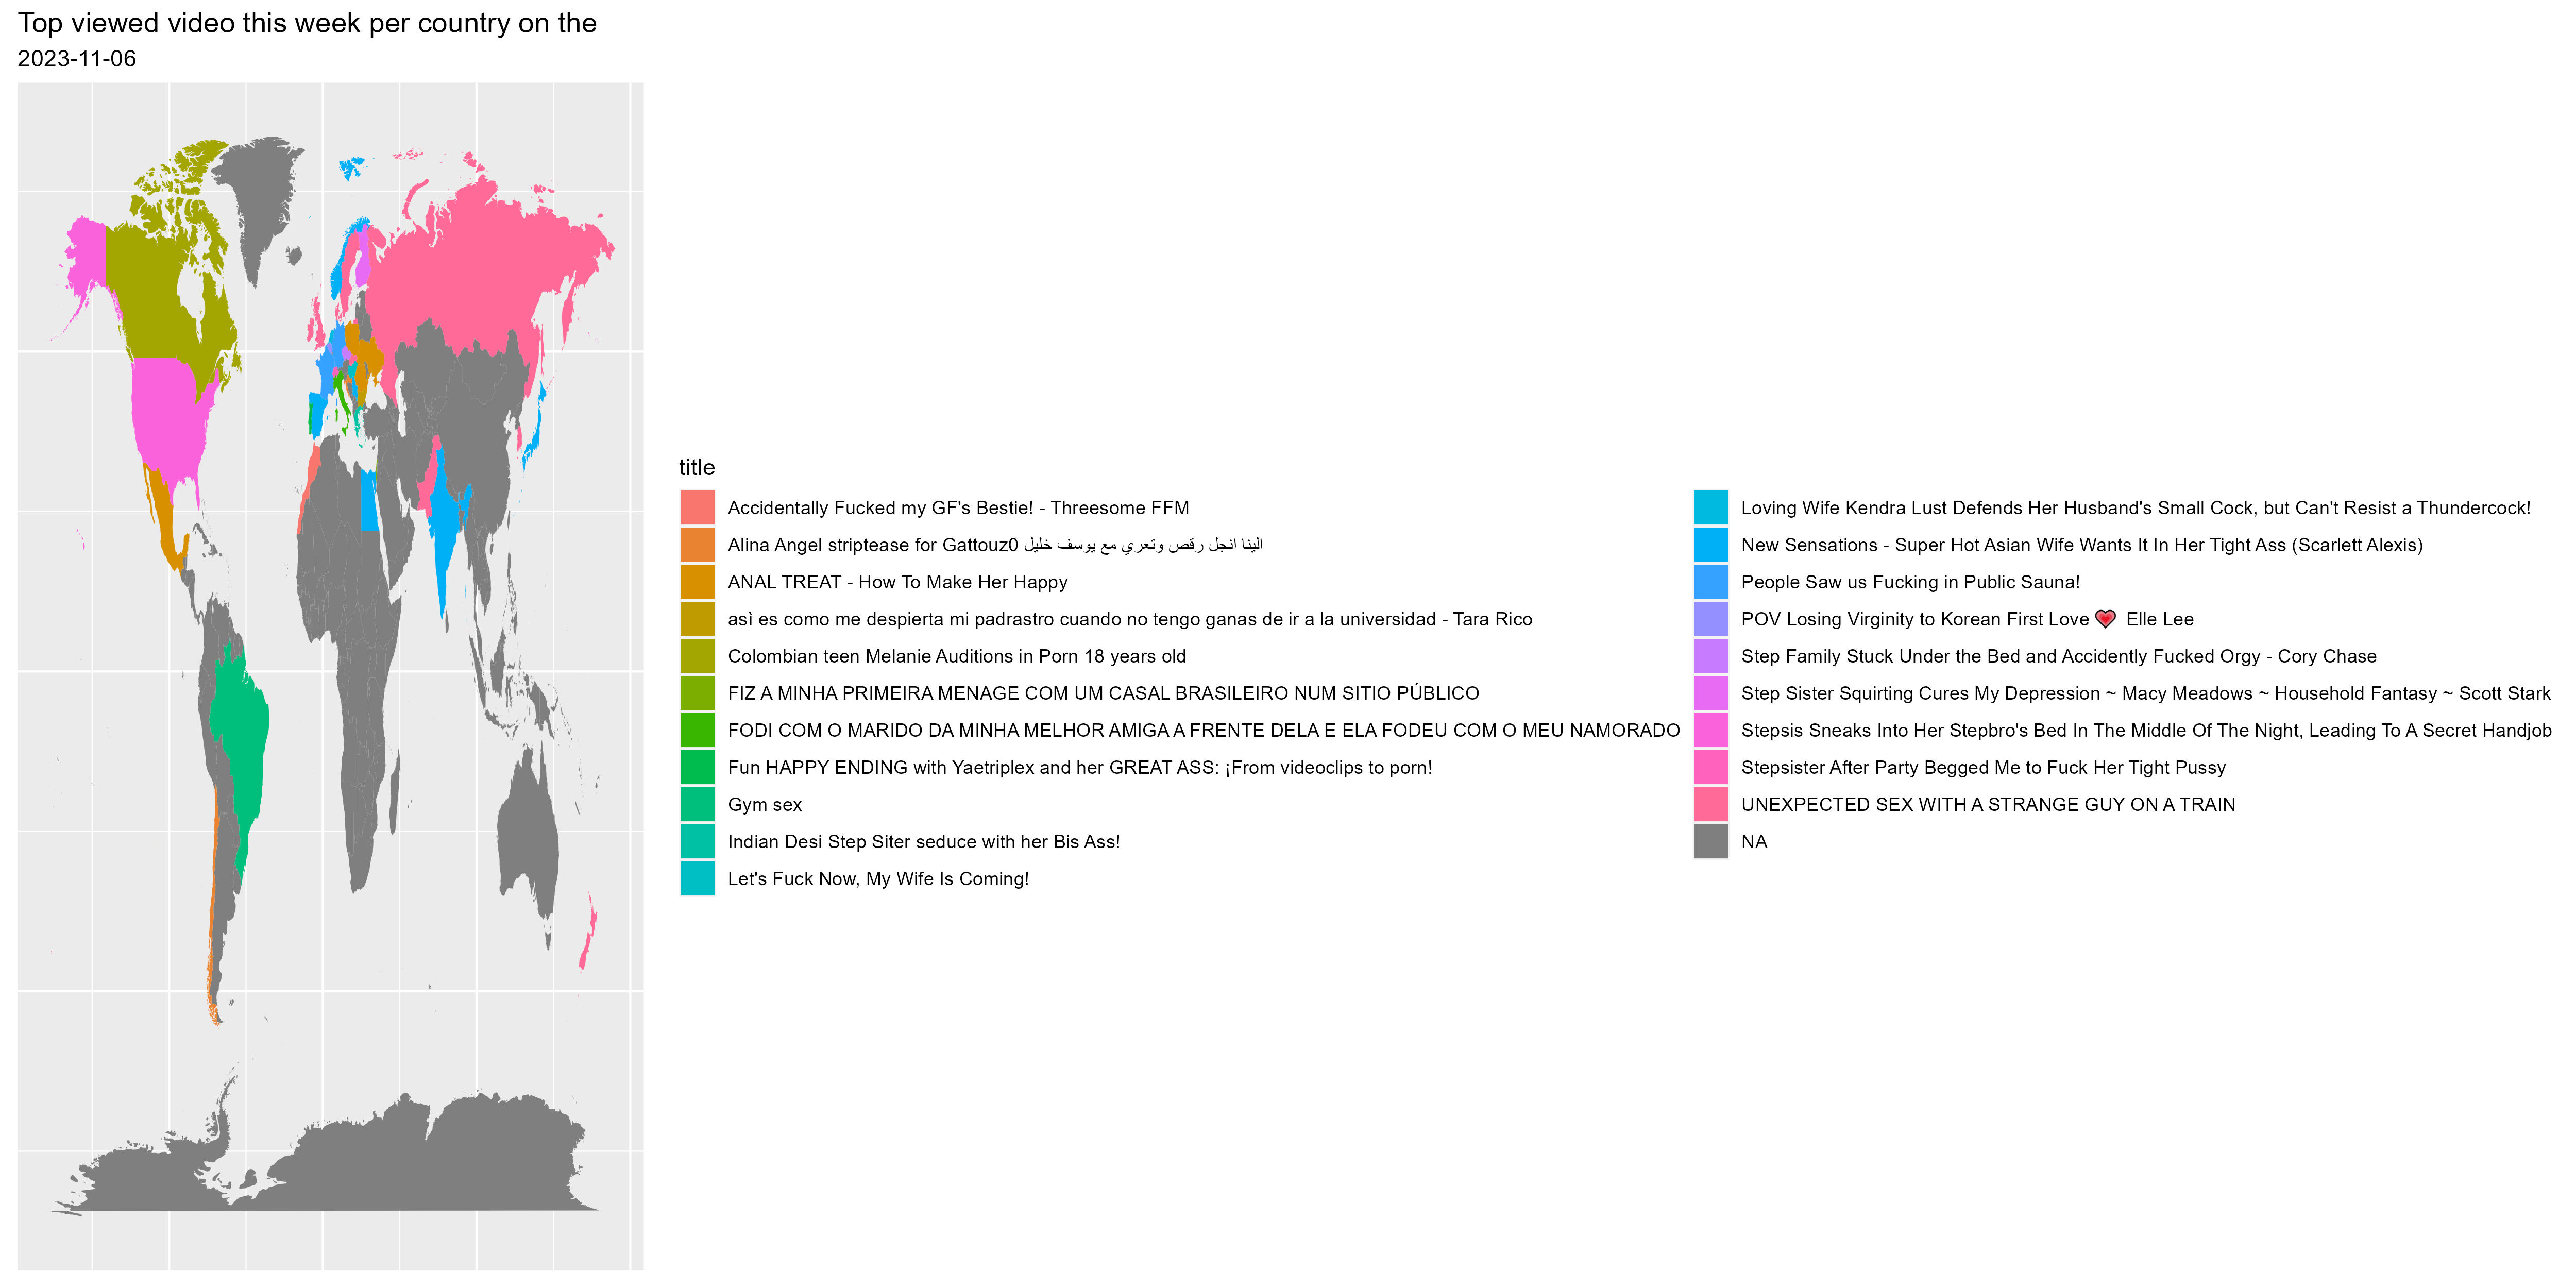 Top viewed video this week per country on the
2023-11-06
title
Accidentally Fucked my GF's Bestie! - Threesome FFM
Alina Angel striptease for Gattouz0 الينا انجل رقص وتعري مع يوسف خليل
ANAL TREAT - How To Make Her Happy
asì es como me despierta mi padrastro cuando no tengo ganas de ir a la universidad - Tara Rico
Colombian teen Melanie Auditions in Porn 18 years old
FIZ A MINHA PRIMEIRA MENAGE COM UM CASAL BRASILEIRO NUM SITIO PÚBLICO
FODI COM O MARIDO DA MINHA MELHOR AMIGA A FRENTE DELA E ELA FODEU COM O MEU NAMORADO
Fun HAPPY ENDING with Yaetriplex and her GREAT ASS: ¡From videoclips to porn!
Gym sex
Indian Desi Step Siter seduce with her Bis Ass!
Let's Fuck Now, My Wife Is Coming!
Loving Wife Kendra Lust Defends Her Husband's Small Cock, but Can't Resist a Thundercock!
New Sensations - Super Hot Asian Wife Wants It In Her Tight Ass (Scarlett Alexis)
People Saw us Fucking in Public Sauna!
POV Losing Virginity to Korean First Love 💗 Elle Lee
Step Family Stuck Under the Bed and Accidently Fucked Orgy - Cory Chase
Step Sister Squirting Cures My Depression ~ Macy Meadows ~ Household Fantasy ~ Scott Stark
Stepsis Sneaks Into Her Stepbro's Bed In The Middle Of The Night, Leading To A Secret Handjob
Stepsister After Party Begged Me to Fuck Her Tight Pussy
UNEXPECTED SEX WITH A STRANGE GUY ON A TRAIN
NA